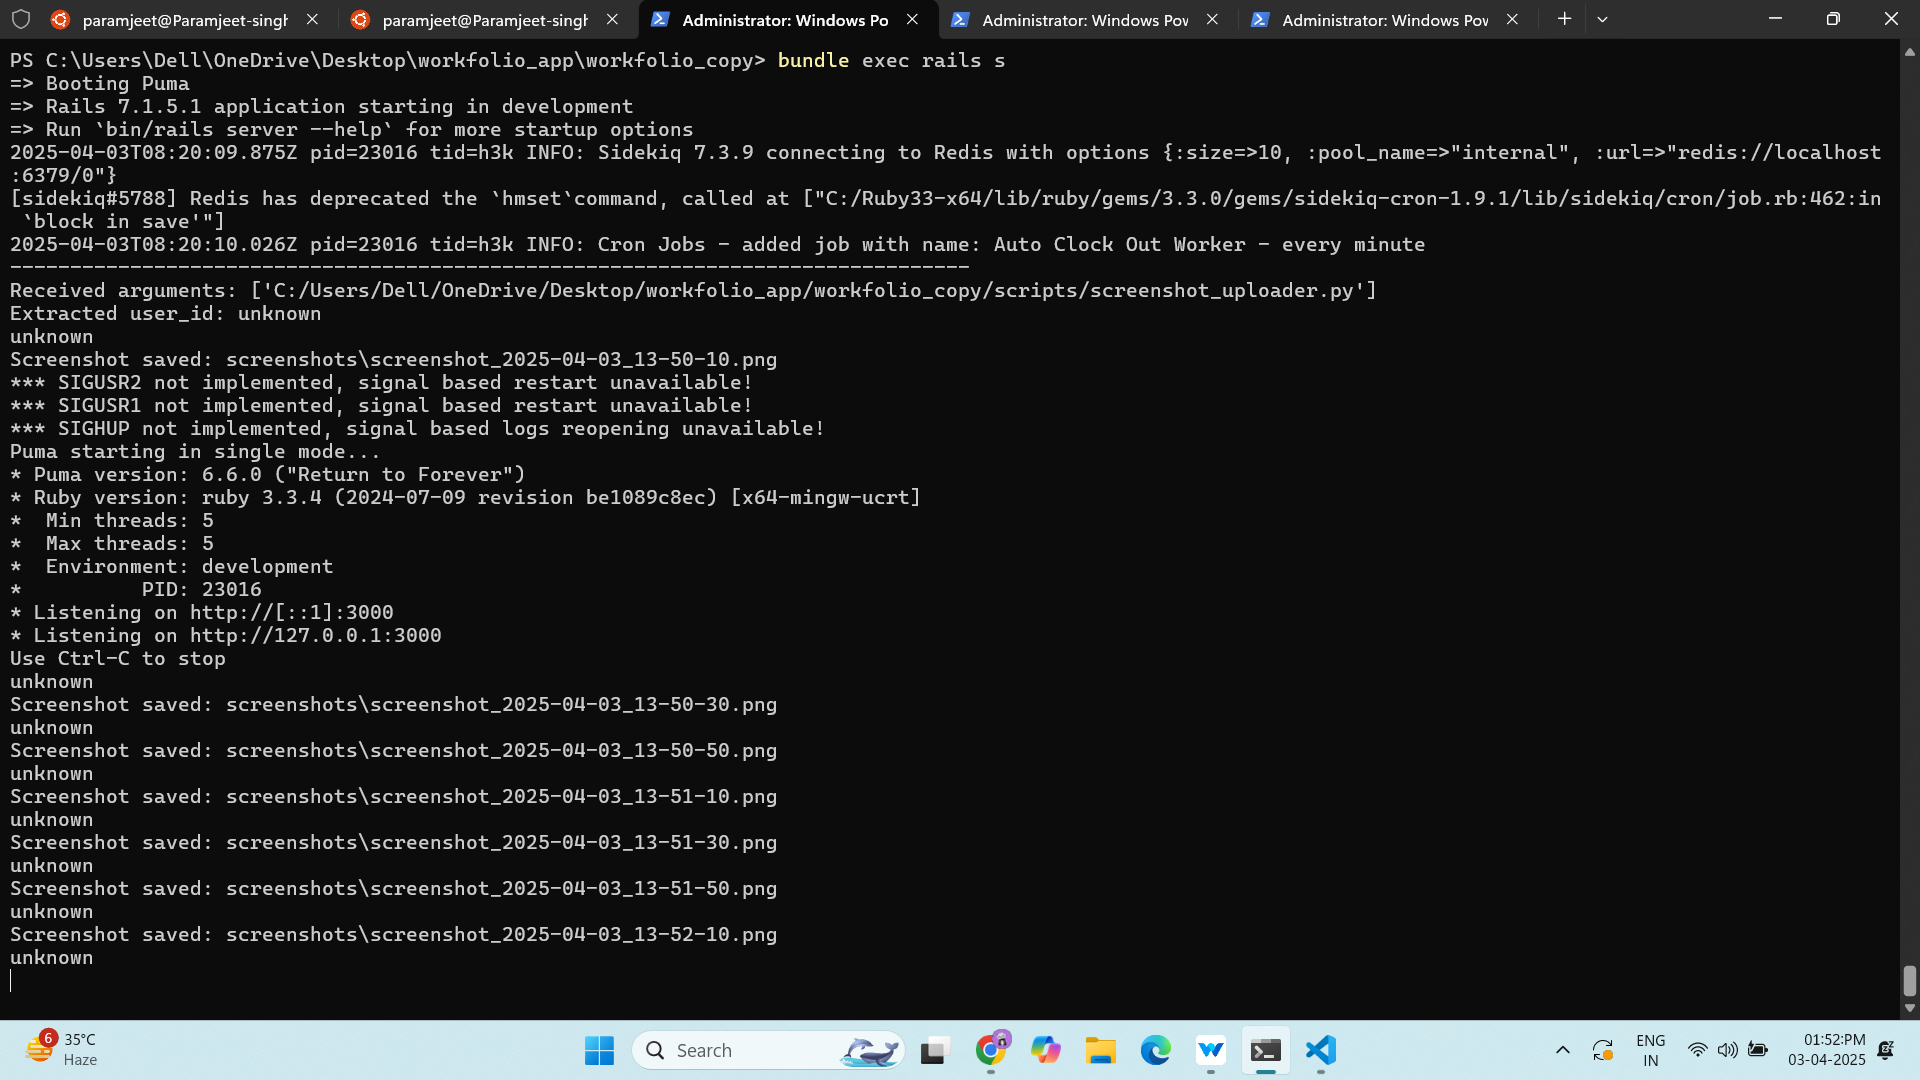 paramjeet@Paramjeet-singh
paramjeet@Paramjeet-singh
Administrator: Windows Po
Administrator: Windows Pow
Administrator: Windows Pow
PS C:\Users\Dell\OneDrive\Desktop\workfolio_app\workfolio_copy> bundle exec rails s
=> Booting Puma
=> Rails 7.1.5.1 application starting in development
=> Run `bin/rails server --help` for more startup options
2025-04-03T08:20:09.875Z pid=23016 tid=h3k INFO: Sidekiq 7.3.9 connecting to Redis with options {:size=>10, :pool_name=>"internal", :url=>"redis://localhost
:6379/0"}
[sidekiq#5788] Redis has deprecated the `hmset`command, called at ["C:/Ruby33-x64/lib/ruby/gems/3.3.0/gems/sidekiq-cron-1.9.1/lib/sidekiq/cron/job.rb:462:in
`block in save'"]
2025-04-03T08:20:10.026Z pid=23016 tid=h3k INFO: Cron Jobs - added job with name: Auto Clock Out Worker - every minute
--------------------------------------------------------------------------------
Received arguments: ['C:/Users/Dell/OneDrive/Desktop/workfolio_app/workfolio_copy/scripts/screenshot_uploader.py']
Extracted user_id: unknown
unknown
Screenshot saved: screenshots\screenshot_2025-04-03_13-50-10.png
*** SIGUSR2 not implemented, signal based restart unavailable!
*** SIGUSR1 not implemented, signal based restart unavailable!
*** SIGHUP not implemented, signal based logs reopening unavailable!
Puma starting in single mode...
* Puma version: 6.6.0 ("Return to Forever")
* Ruby version: ruby 3.3.4 (2024-07-09 revision be1089c8ec) [x64-mingw-ucrt]
*  Min threads: 5
*  Max threads: 5
*  Environment: development
*          PID: 23016
* Listening on http://[::1]:3000
* Listening on http://127.0.0.1:3000
Use Ctrl-C to stop
unknown
Screenshot saved: screenshots\screenshot_2025-04-03_13-50-30.png
unknown
Screenshot saved: screenshots\screenshot_2025-04-03_13-50-50.png
unknown
Screenshot saved: screenshots\screenshot_2025-04-03_13-51-10.png
unknown
Screenshot saved: screenshots\screenshot_2025-04-03_13-51-30.png
unknown
Screenshot saved: screenshots\screenshot_2025-04-03_13-51-50.png
unknown
Screenshot saved: screenshots\screenshot_2025-04-03_13-52-10.png
unknown
6
35°C
Haze
Search
ENG
IN
01:52:PM
03-04-2025